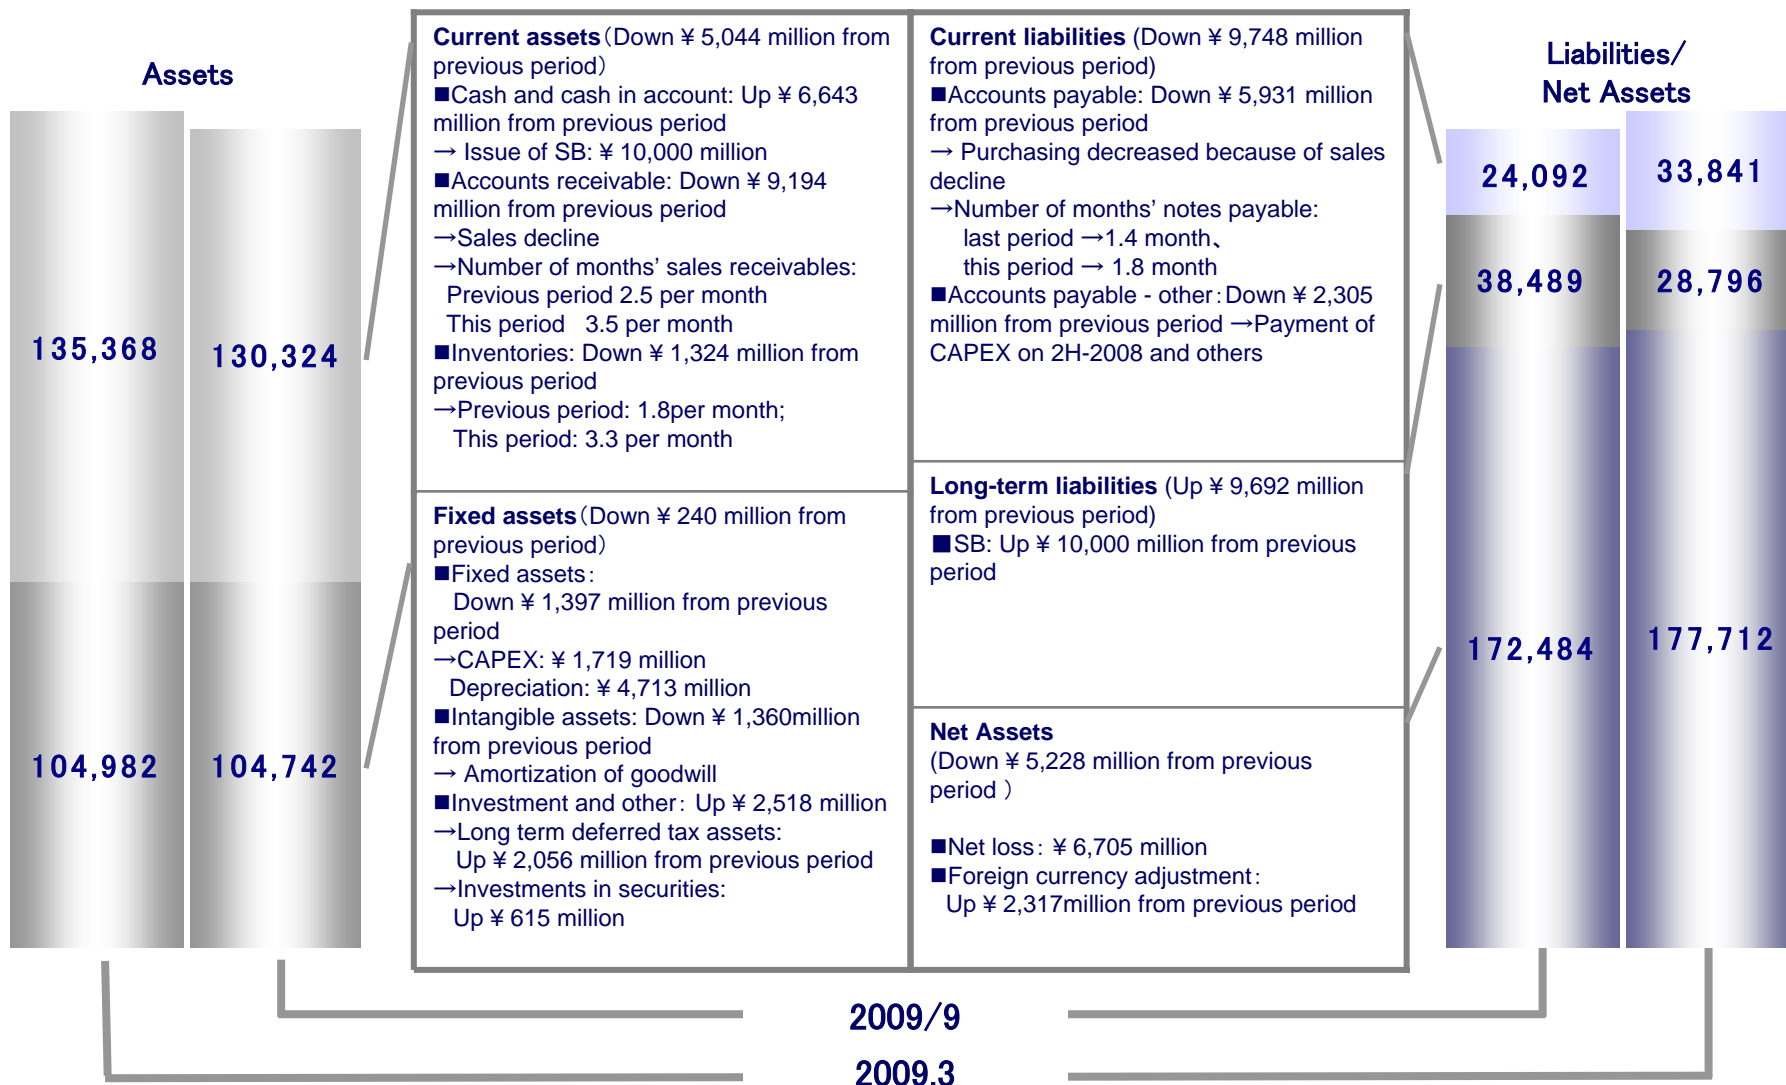 Assets
135,368
130,324
104,982
104,742
Current assets（Down ¥ 5,044 million from
previous period）
■Cash and cash in account: Up ¥ 6,643
million from previous period
→ Issue of SB: ¥ 10,000 million
■Accounts receivable: Down ¥ 9,194
million from previous period
→Sales decline
→Number of months’ sales receivables:
Previous period 2.5 per month
This period 3.5 per month
■Inventories: Down ¥ 1,324 million from
previous period
→Previous period: 1.8per month;
This period: 3.3 per month
Fixed assets（Down ¥ 240 million from
previous period）
■Fixed assets：
Down ¥ 1,397 million from previous
period
→CAPEX: ¥ 1,719 million
Depreciation: ¥ 4,713 million
■Intangible assets: Down ¥ 1,360million
from previous period
→ Amortization of goodwill
■Investment and other： Up ¥ 2,518 million
→Long term deferred tax assets:
Up ¥ 2,056 million from previous period
→Investments in securities:
Up ¥ 615 million
Current liabilities (Down ¥ 9,748 million
from previous period)
■Accounts payable: Down ¥ 5,931 million
from previous period
→ Purchasing decreased because of sales
decline
→Number of months’ notes payable:
last period →1.4 month、
this period → 1.8 month
■Accounts payable - other：Down ¥ 2,305
million from previous period →Payment of
CAPEX on 2H-2008 and others
Long-term liabilities (Up ¥ 9,692 million
from previous period)
■SB: Up ¥ 10,000 million from previous
period
Net Assets
(Down ¥ 5,228 million from previous
period ）
■Net loss： ¥ 6,705 million
■Foreign currency adjustment：
Up ¥ 2,317million from previous period
Liabilities/
Net Assets
24,092
33,841
38,489
28,796
172,484
177,712
2009/9
2009.3